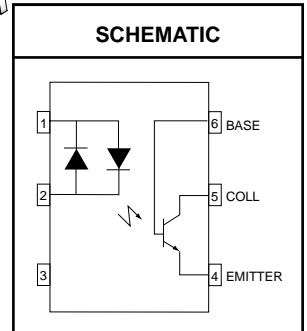 SCHEMATIC
1
6 BASE
2
5 COLL
3
4 EMITTER